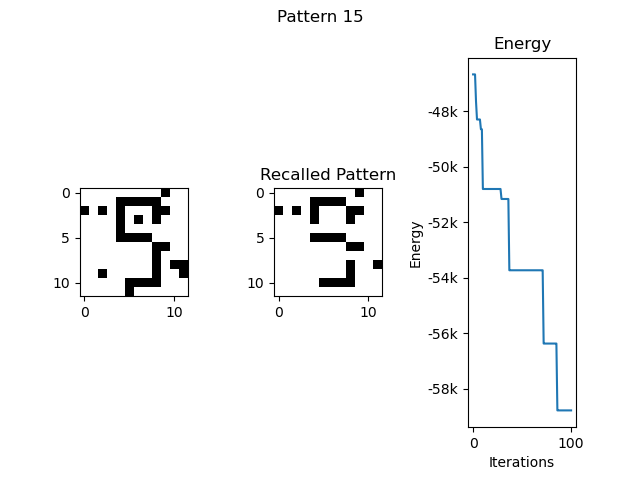 Pattern 15
Energy
-48k
-50k
-52k
-54k
-56k
-58k
Energy
0 100
Iterations
0
5
10
0 10
Recalled Pattern
0
5
10
0 10